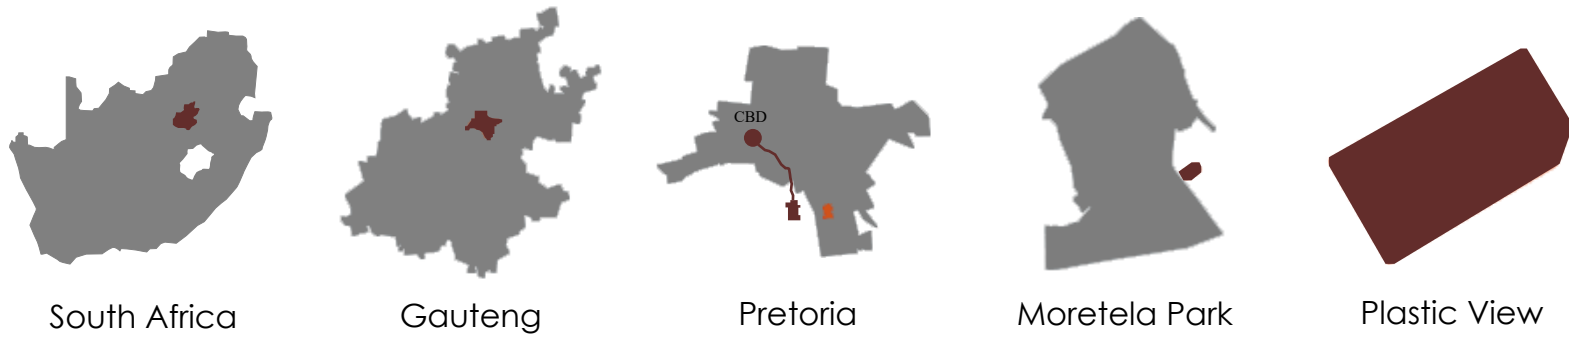 CBD
South Africa
Gauteng
Pretoria
Moretela Park
Plastic View